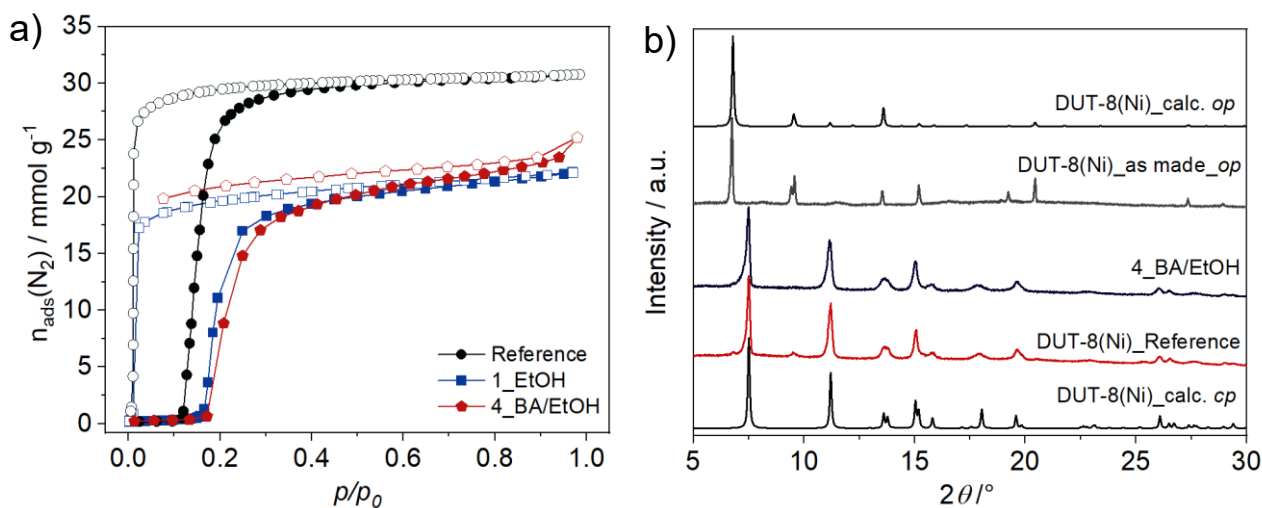 a)
n_ads(N₂) / mmol g⁻¹
35
30
25
20
15
10
5
0
0.0 0.2 0.4 0.6 0.8 1.0
p/p₀
Reference
1_EtOH
4_BA/EtOH
b)
Intensity / a.u.
DUT-8(Ni)_calc. op
DUT-8(Ni)_as made_op
4_BA/EtOH
DUT-8(Ni)_Reference
DUT-8(Ni)_calc. cp
5 10 15 20 25 30
2θ/°